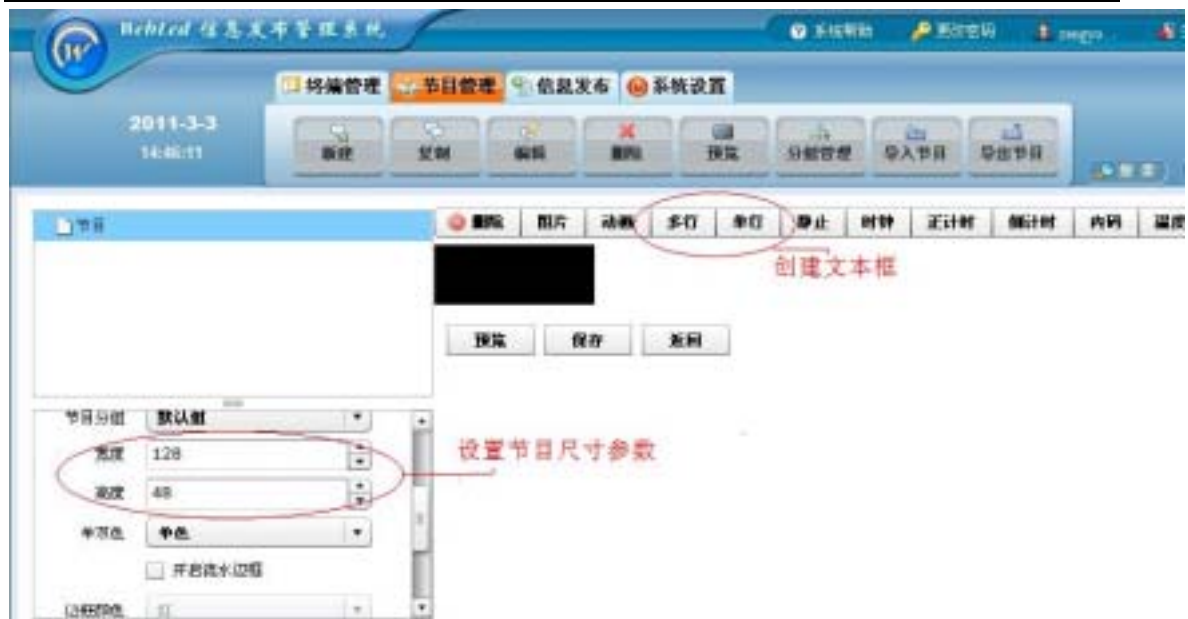 WebLed 信息发布管理系统
系统帮助 更改密码
终端管理 节目管理 信息发布 系统设置
2011-3-3
14:46:11
新建 复制 编辑 删除 预览 分组管理 导入节目 导出节目
节目
删除 图片 动画 多行 单行 静止 时钟 正计时 倒计时 内码 温度
创建文本框
预览 保存 返回
节目分组 默认组
宽度 128
设置节目尺寸参数
高度 48
单双色 单色
开启流水边框
边框颜色 红